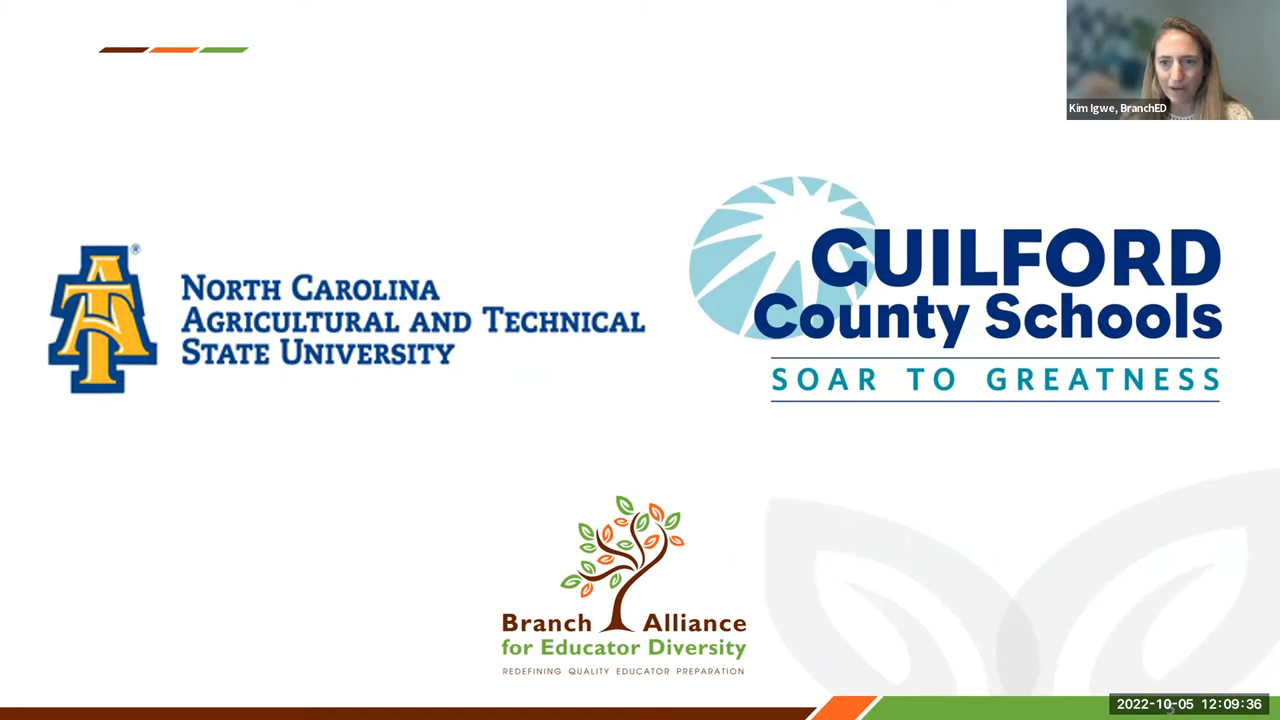 Kim Igwe, BranchED
GUILFORD
County Schools
SOAR TO GREATNESS
NORTH CAROLINA
AGRICULTURAL AND TECHNICAL
STATE UNIVERSITY
AT
®
Branch Alliance
for Educator Diversity
REDEFINING QUALITY EDUCATOR PREPARATION
2022-10-05 12:09:36